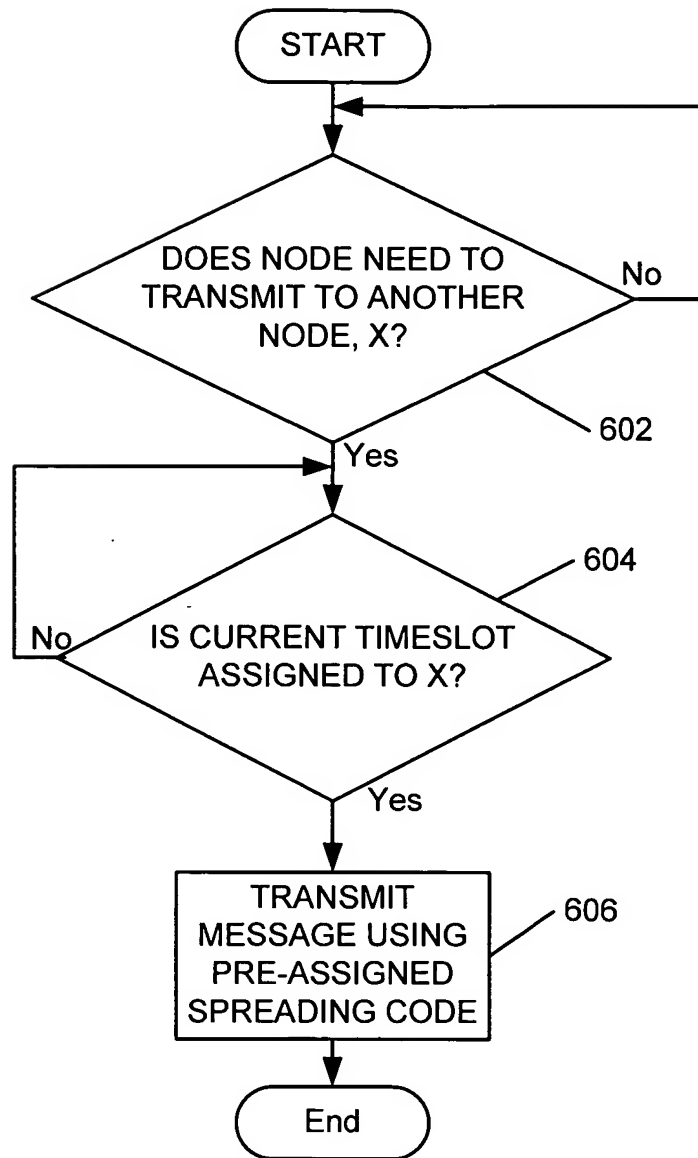 START
DOES NODE NEED TO
TRANSMIT TO ANOTHER
NODE, X?
No
602
Yes
604
No
IS CURRENT TIMESLOT
ASSIGNED TO X?
Yes
TRANSMIT
MESSAGE USING
PRE-ASSIGNED
SPREADING CODE
606
End